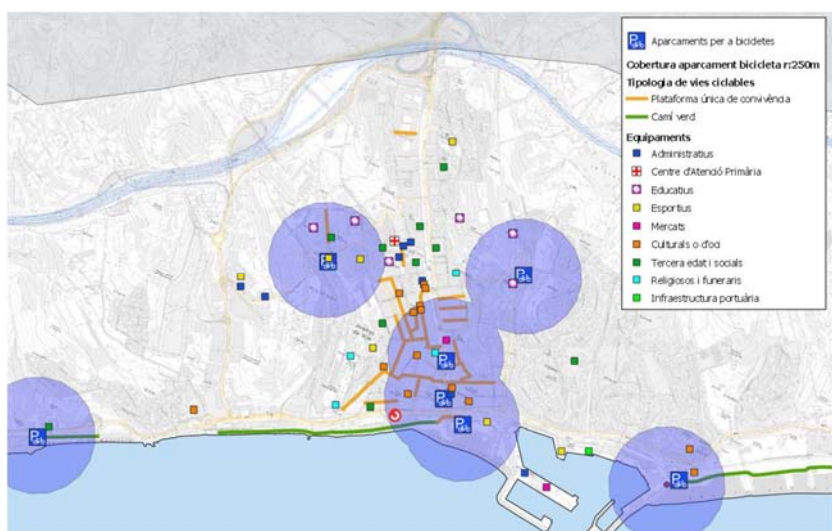 Aparcaments per a bicicletes
Cobertura aparcament bicicleta r:250m
Tipologia de vies ciclables
Plataforma única de convivència
Camí verd
Equipaments
Administratius
Centre d'Atenció Primària
Educatius
Esportius
Mercats
Culturals o d'oci
Tercera edat i socials
Religiosos i funeraris
Infraestructura portuària